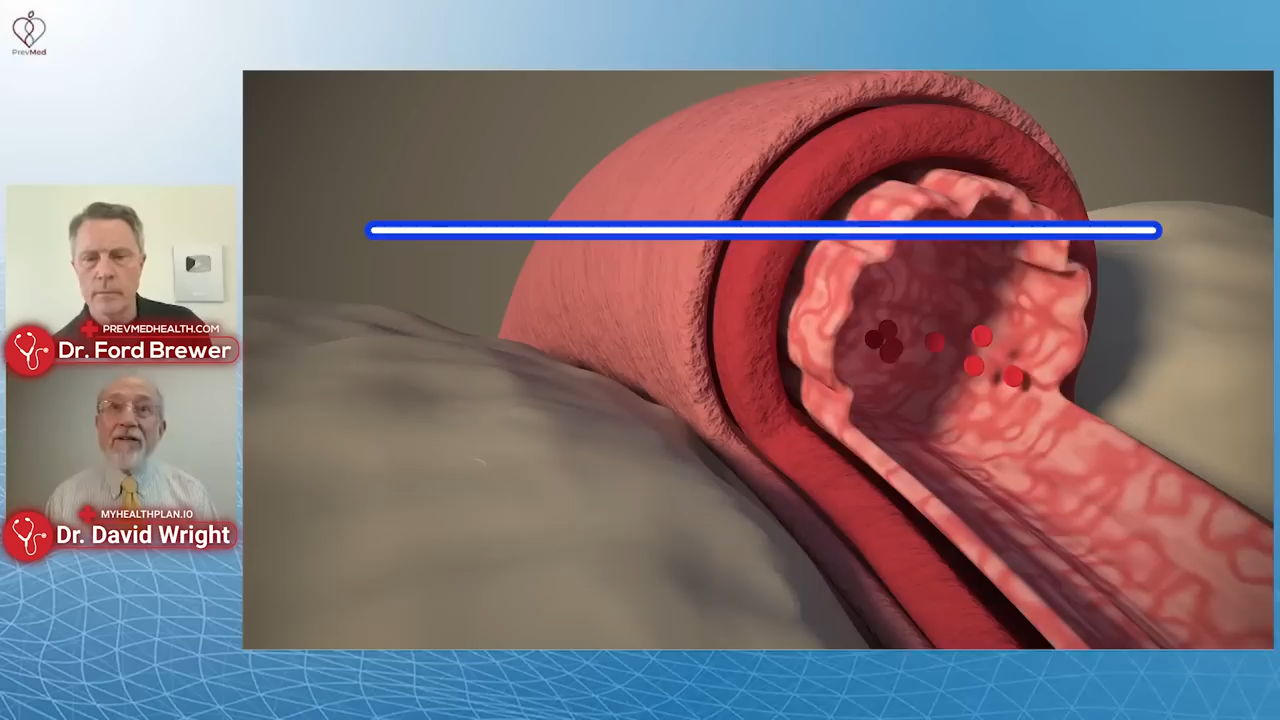 PrevMed
PREVMEDHEALTH.COM
Dr. Ford Brewer
MYHEALTHPLAN.IO
Dr. David Wright